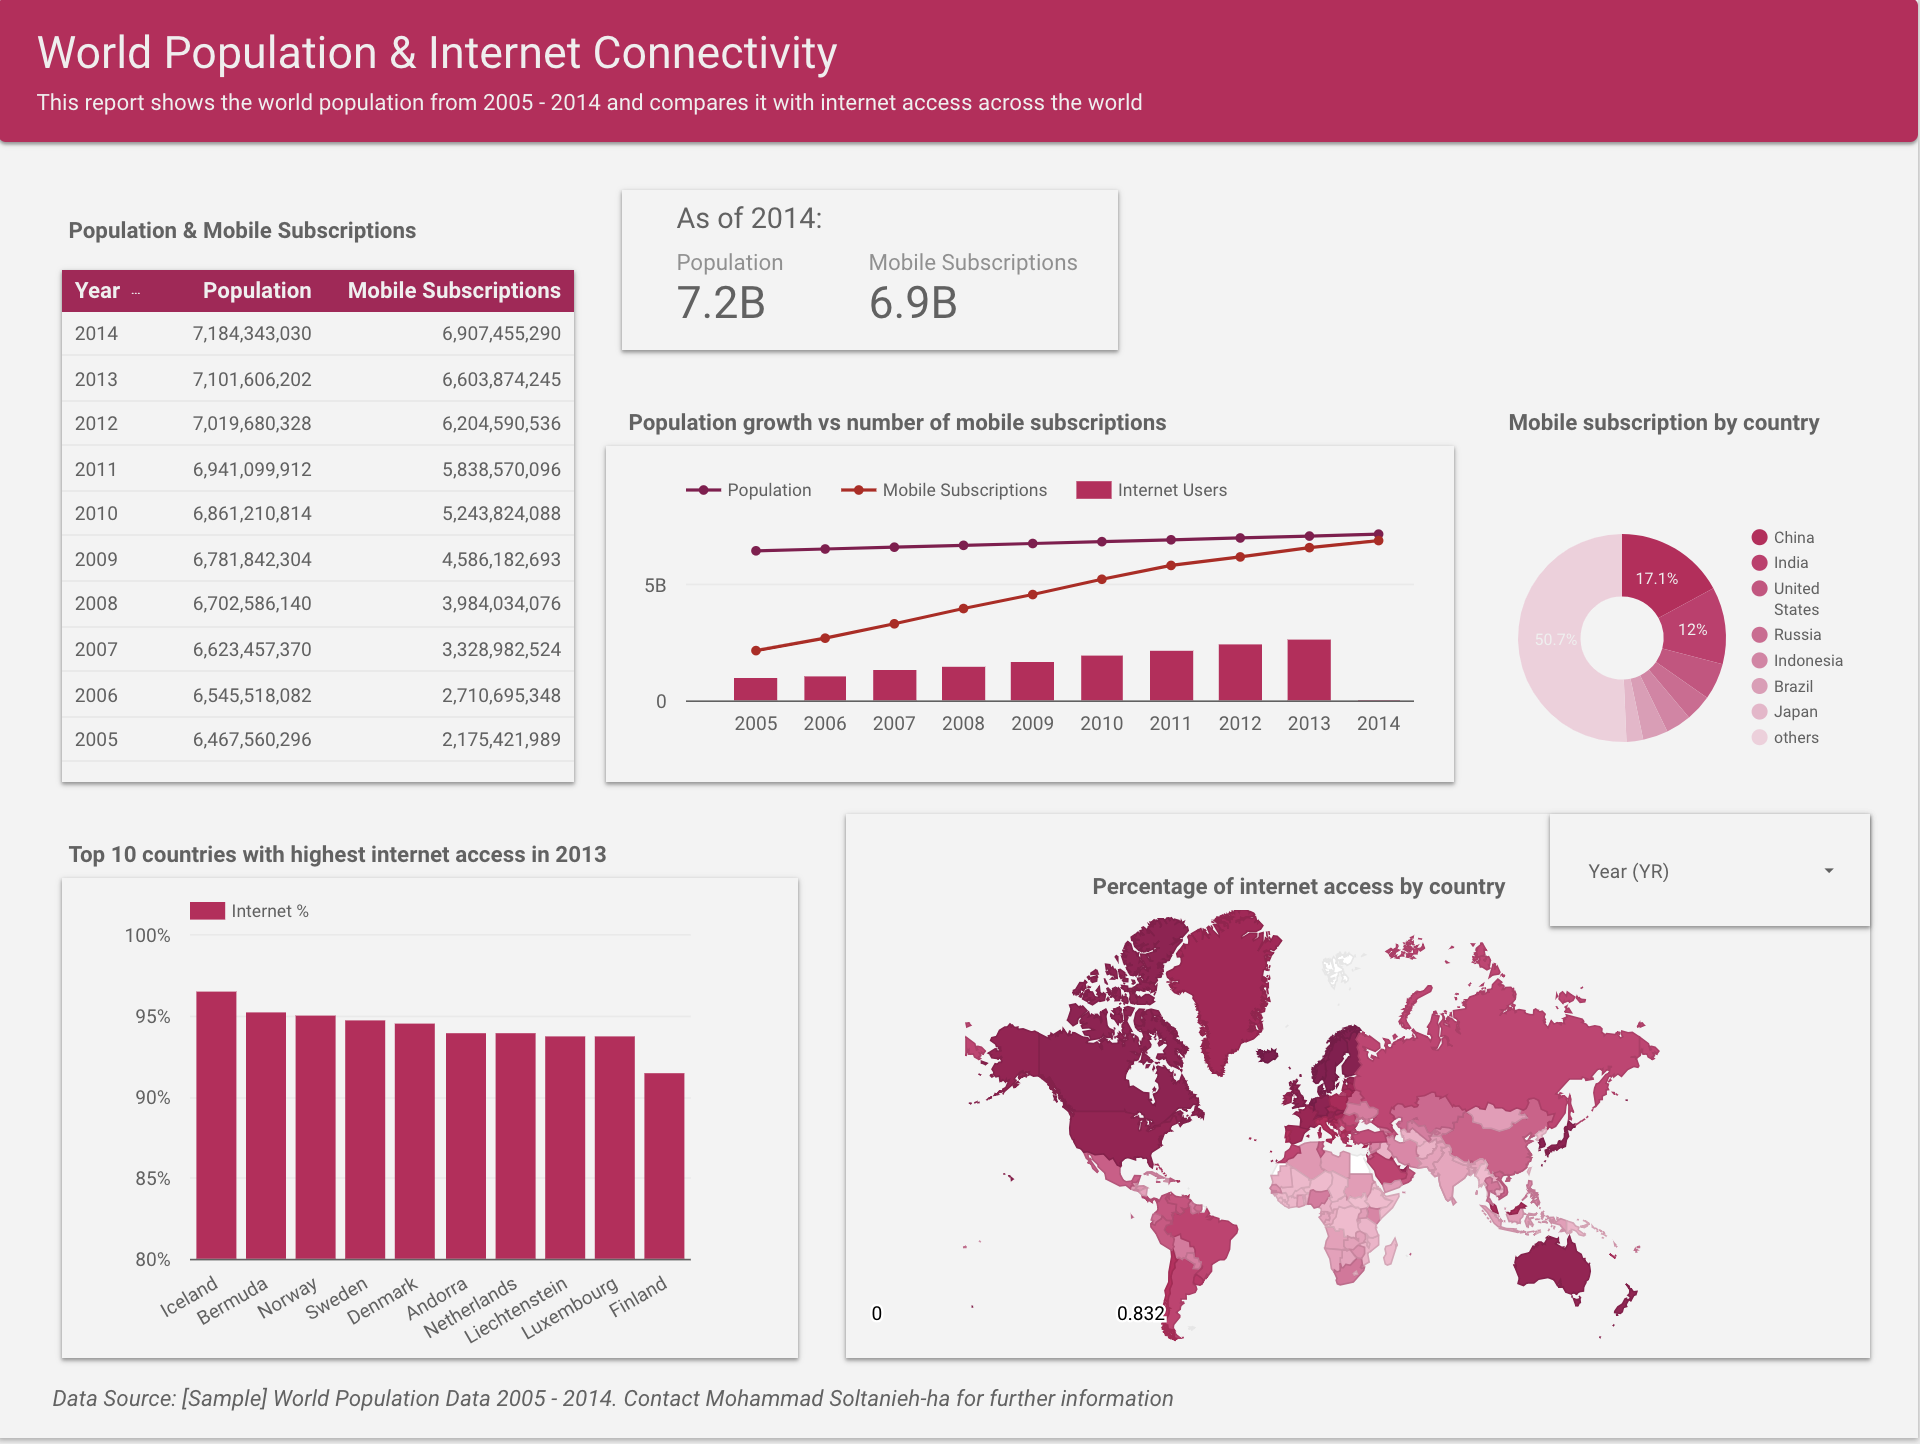 World Population & Internet Connectivity
This report shows the world population from 2005 - 2014 and compares it with internet access across the world
Population & Mobile Subscriptions
Year ... Population Mobile Subscriptions
2014 7,184,343,030 6,907,455,290
2013 7,101,606,202 6,603,874,245
2012 7,019,680,328 6,204,590,536
2011 6,941,099,912 5,838,570,096
2010 6,861,210,814 5,243,824,088
2009 6,781,842,304 4,586,182,693
2008 6,702,586,140 3,984,034,076
2007 6,623,457,370 3,328,982,524
2006 6,545,518,082 2,710,695,348
2005 6,467,560,296 2,175,421,989
As of 2014:
Population Mobile Subscriptions
7.2B 6.9B
Population growth vs number of mobile subscriptions
Population Mobile Subscriptions Internet Users
5B
0
2005 2006 2007 2008 2009 2010 2011 2012 2013 2014
Mobile subscription by country
17.1%
12%
50.7%
China
India
United
States
Russia
Indonesia
Brazil
Japan
others
Top 10 countries with highest internet access in 2013
Internet %
100%
95%
90%
85%
80%
Iceland
Bermuda
Norway
Sweden
Denmark
Andorra
Netherlands
Liechtenstein
Luxembourg
Finland
Year (YR)
Percentage of internet access by country
0 0.832
Data Source: [Sample] World Population Data 2005 - 2014. Contact Mohammad Soltanieh-ha for further information